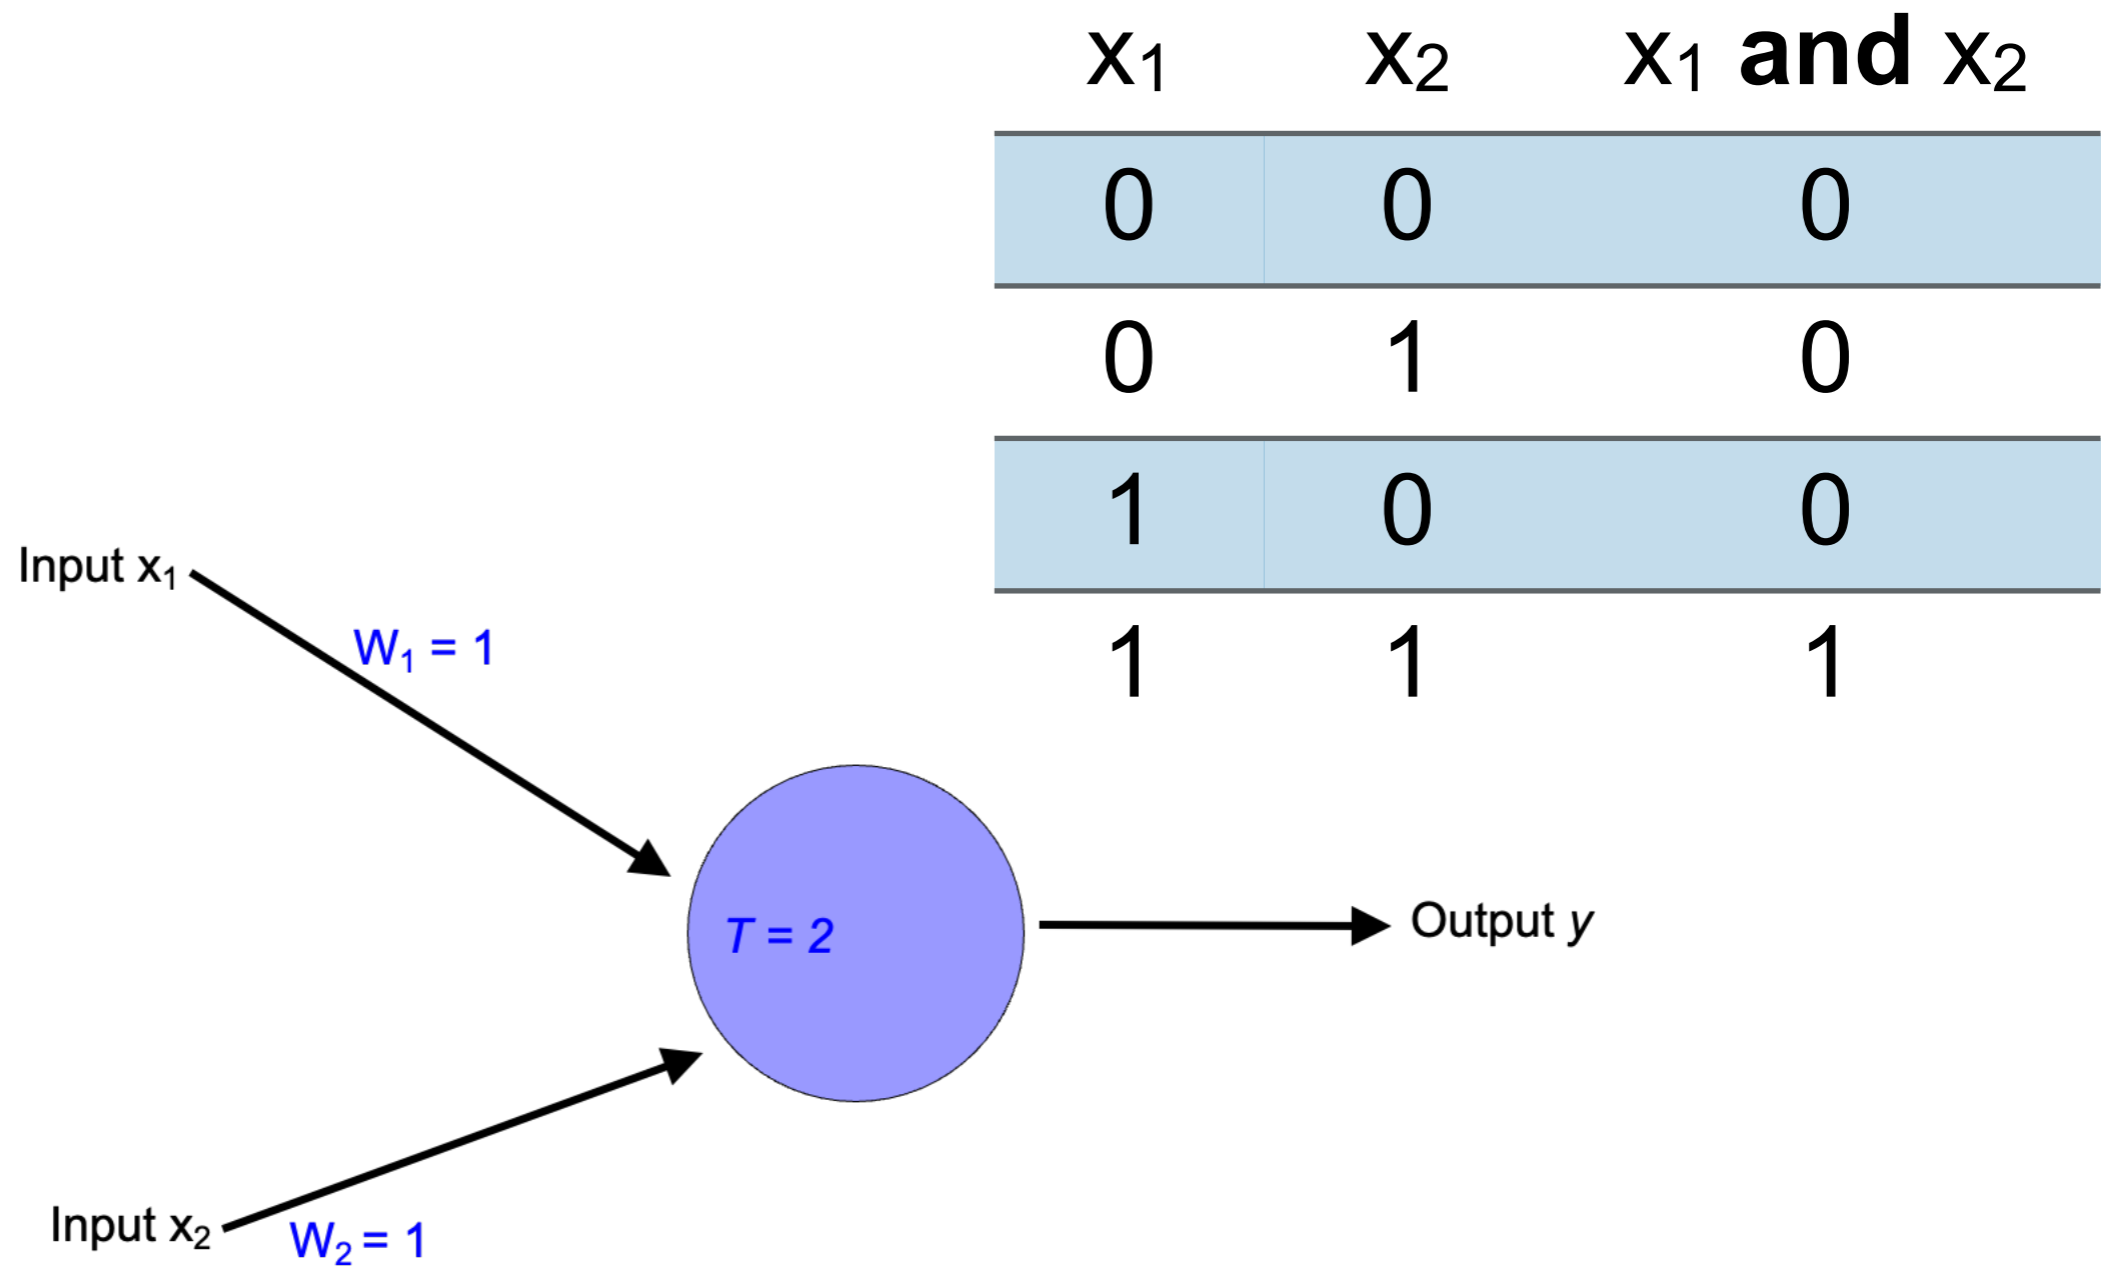 x₁ x₂ x₁ and x₂
0 0 0
0 1 0
1 0 0
1 1 1
Input x₁
W₁ = 1
T = 2
Output y
Input x₂
W₂ = 1